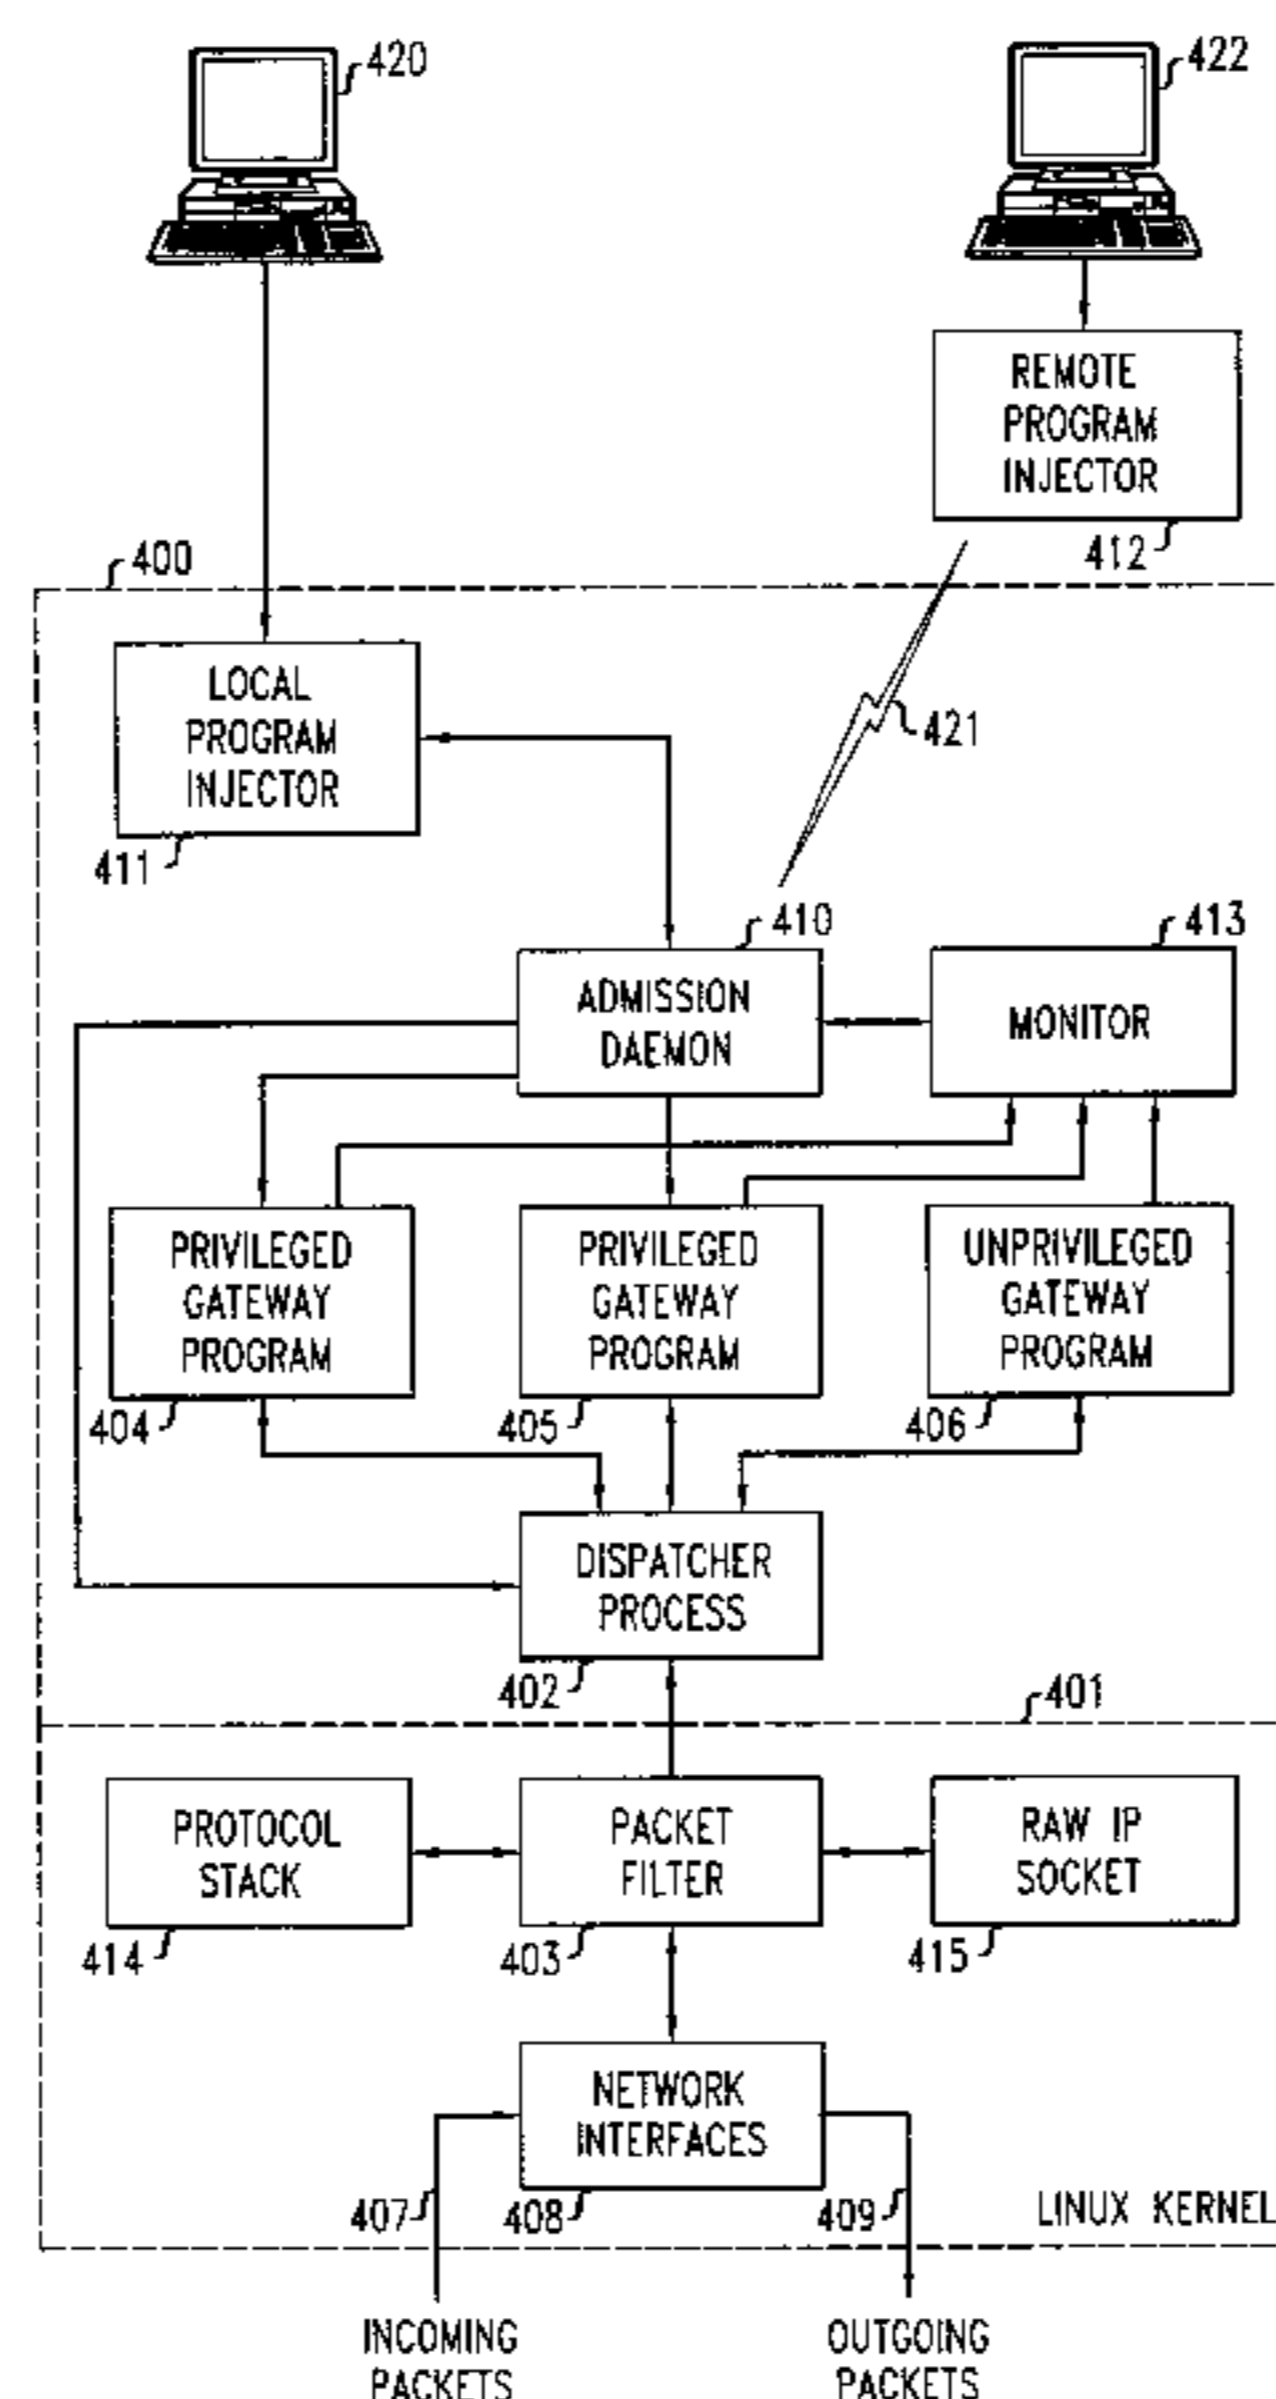 420
422
REMOTE
PROGRAM
INJECTOR
412
400
LOCAL
PROGRAM
INJECTOR
411
421
410
413
ADMISSION
DAEMON
MONITOR
PRIVILEGED
GATEWAY
PROGRAM
404
PRIVILEGED
GATEWAY
PROGRAM
405
UNPRIVILEGED
GATEWAY
PROGRAM
406
DISPATCHER
PROCESS
402
401
PROTOCOL
STACK
414
PACKET
FILTER
403
RAW IP
SOCKET
415
NETWORK
INTERFACES
407
408
409
LINUX KERNEL
INCOMING
PACKETS
OUTGOING
PACKETS